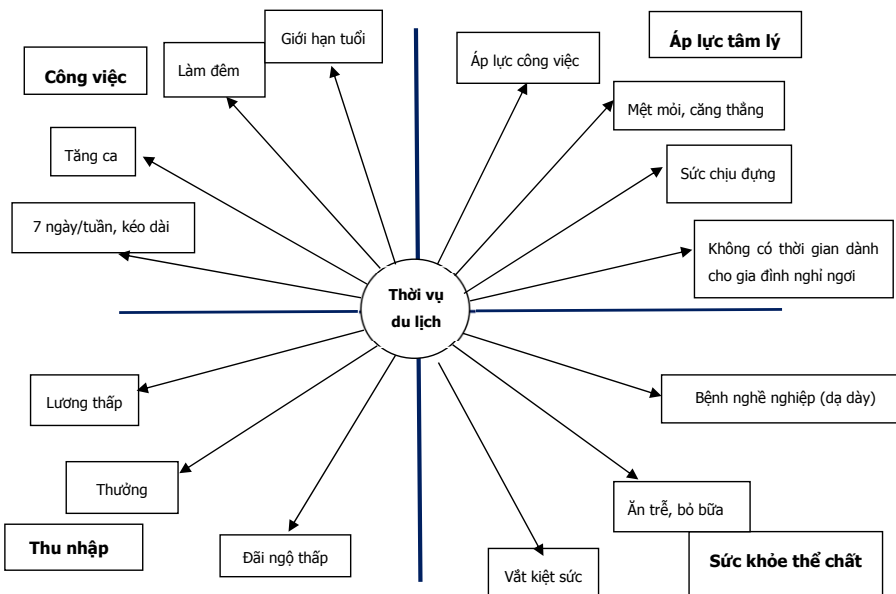 Giới hạn tuổi
Áp lực tâm lý
Áp lực công việc
Làm đêm
Công việc
Mệt mỏi, căng thẳng
Tăng ca
Sức chịu đựng
7 ngày/tuần, kéo dài
Không có thời gian dành
cho gia đình nghỉ ngơi
Thời vụ
du lịch
Lương thấp
Bệnh nghề nghiệp (dạ dày)
Thưởng
Ăn trễ, bỏ bữa
Thu nhập
Đãi ngộ thấp
Sức khỏe thể chất
Vắt kiệt sức